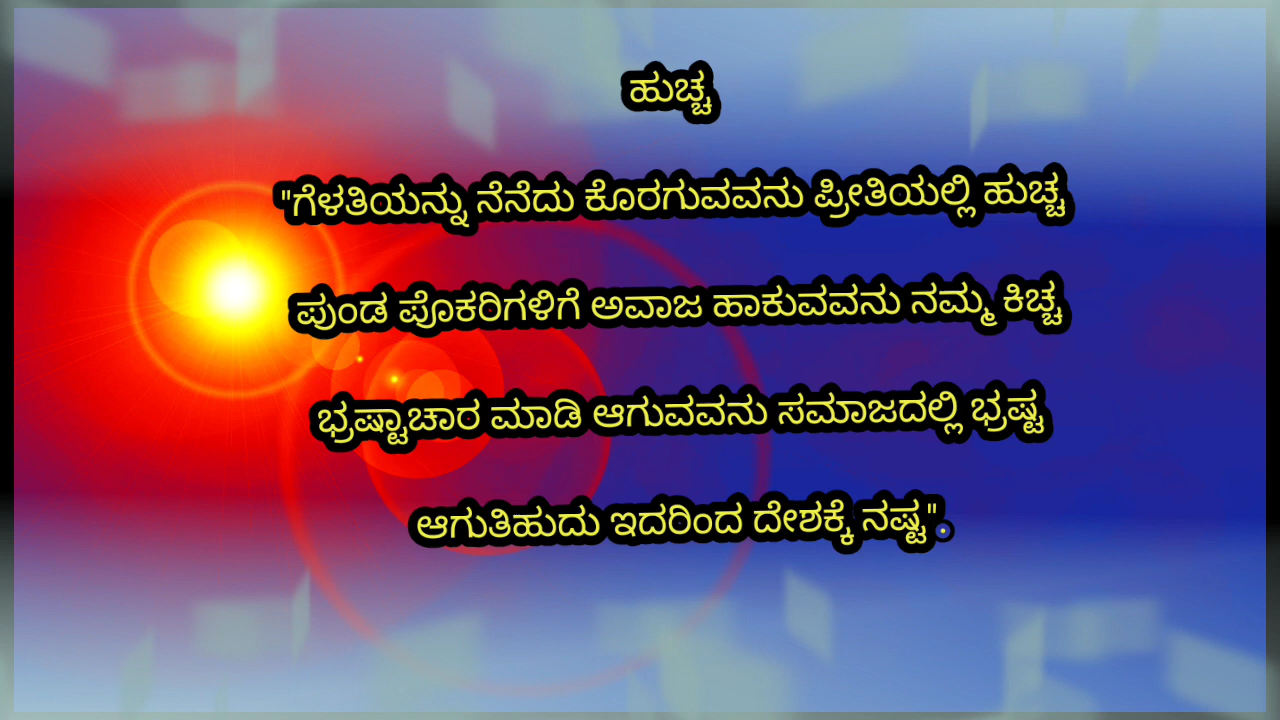 ಹುಚ್ಚ
"ಗೆಳತಿಯನ್ನು ನೆನೆದು ಕೊರಗುವವನು ಪ್ರೀತಿಯಲ್ಲಿ ಹುಚ್ಚ
ಪುಂಡ ಪೊಕರಿಗಳಿಗೆ ಅವಾಜ ಹಾಕುವವನು ನಮ್ಮ ಕಿಚ್ಚ
ಭ್ರಷ್ಟಾಚಾರ ಮಾಡಿ ಆಗುವವನು ಸಮಾಜದಲ್ಲಿ ಭ್ರಷ್ಟ
ಆಗುತಿಹುದು ಇದರಿಂದ ದೇಶಕ್ಕೆ ನಷ್ಟ".